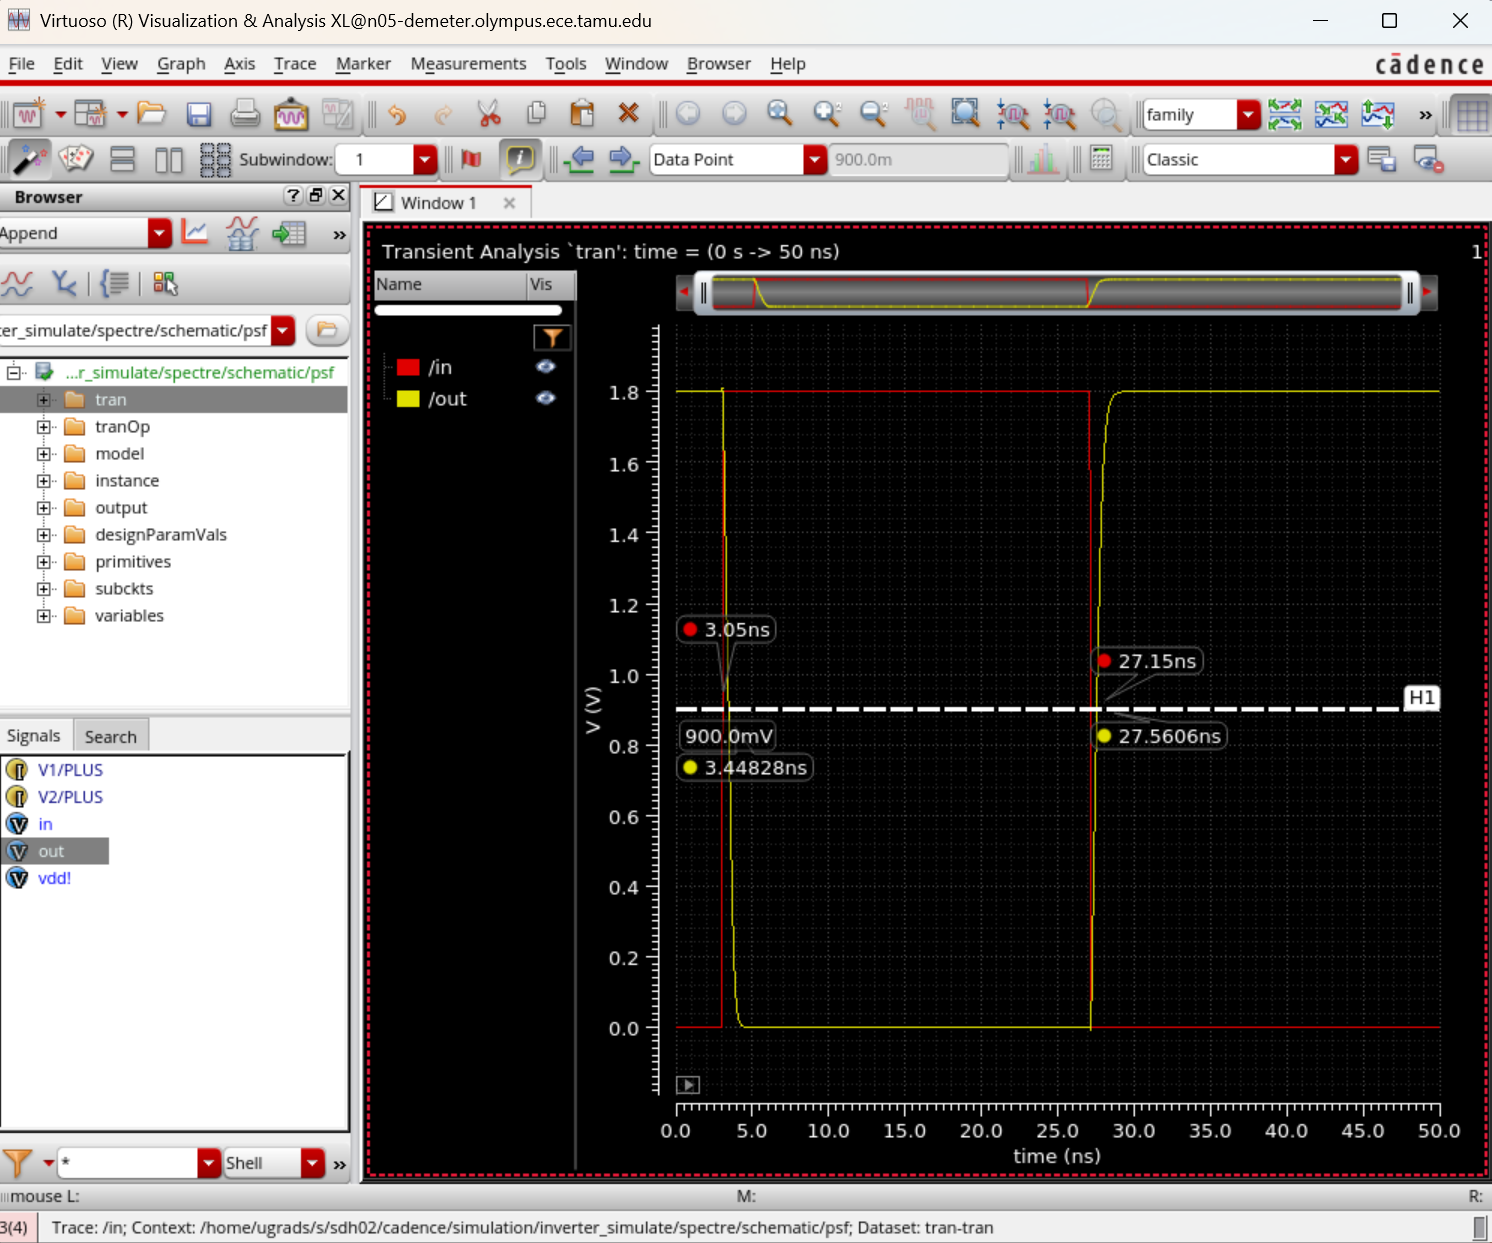 Virtuoso (R) Visualization & Analysis XL@n05-demeter.olympus.ece.tamu.edu
File Edit View Graph Axis Trace Marker Measurements Tools Window Browser Help
cādence
family
»
Subwindow: 1
Data Point
900.0m
Classic
Browser
Append
»
ter_simulate/spectre/schematic/psf
...r_simulate/spectre/schematic/psf
tran
tranOp
model
instance
output
designParamVals
primitives
subckts
variables
Signals Search
V1/PLUS
V2/PLUS
in
out
vdd!
* Shell »
Window 1
Transient Analysis `tran': time = (0 s -> 50 ns)
1
Name Vis
/in
/out
1.8
1.6
1.4
1.2
1.0
0.8
0.6
0.4
0.2
0.0
V (V)
3.05ns
27.15ns
H1
900.0mV
27.5606ns
3.44828ns
0.0 5.0 10.0 15.0 20.0 25.0 30.0 35.0 40.0 45.0 50.0
time (ns)
mouse L: M: R:
3(4) Trace: /in; Context: /home/ugrads/s/sdh02/cadence/simulation/inverter_simulate/spectre/schematic/psf; Dataset: tran-tran